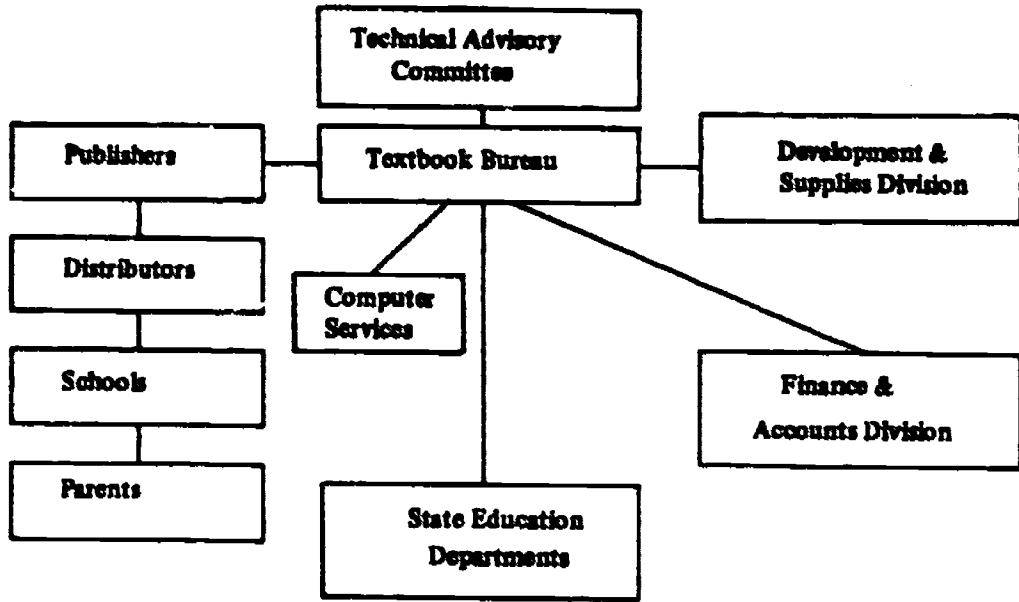 Technical Advisory
Committee
Publishers
Textbook Bureau
Development &
Supplies Division
Distributors
Computer
Services
Schools
Finance &
Accounts Division
Parents
State Education
Departments